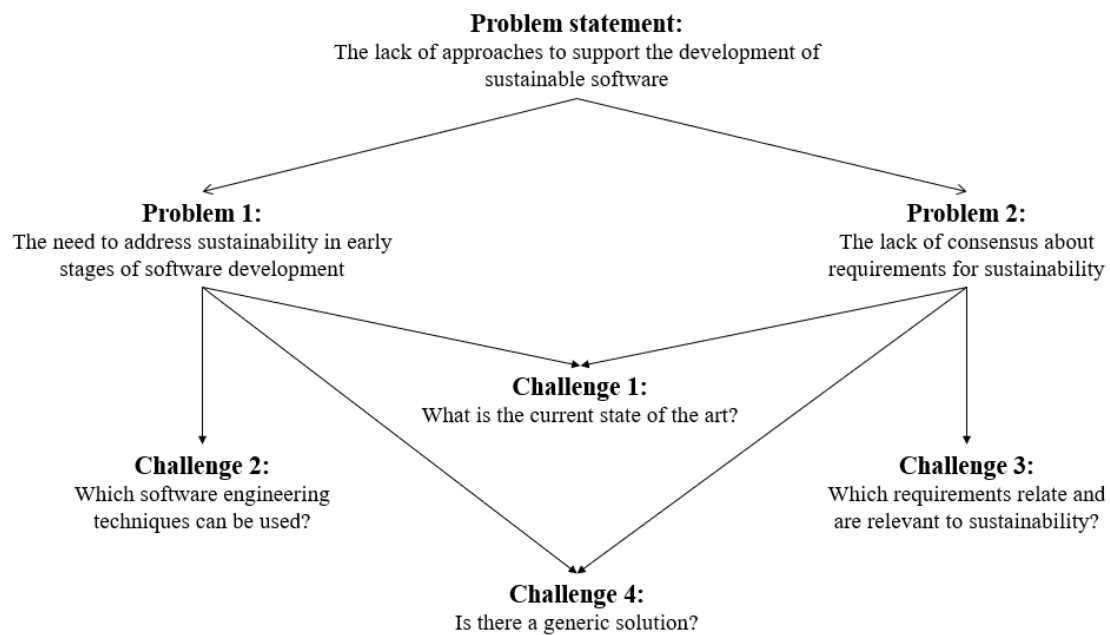 Problem statement:
The lack of approaches to support the development of
sustainable software
Problem 1:
The need to address sustainability in early
stages of software development
Problem 2:
The lack of consensus about
requirements for sustainability
Challenge 1:
What is the current state of the art?
Challenge 2:
Which software engineering
techniques can be used?
Challenge 3:
Which requirements relate and
are relevant to sustainability?
Challenge 4:
Is there a generic solution?